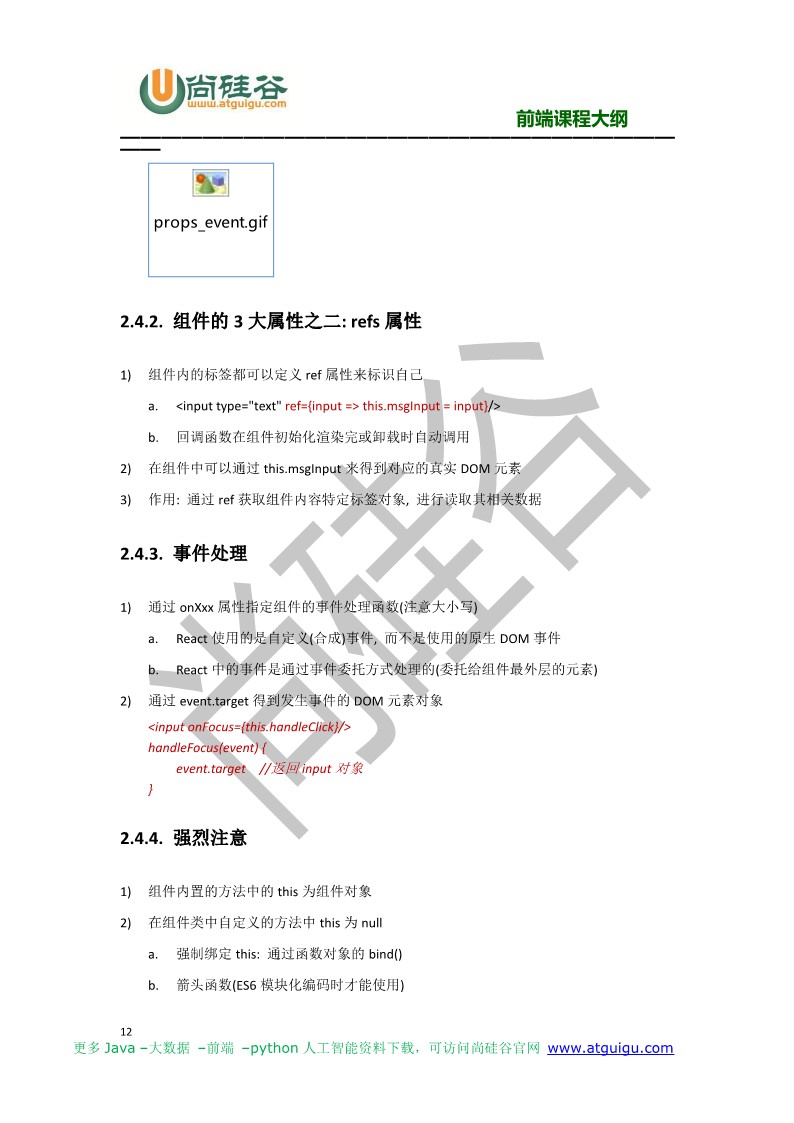 尚硅谷
www.atguigu.com
前端课程大纲
props_event.gif
2.4.2. 组件的 3 大属性之二: refs 属性
1) 组件内的标签都可以定义 ref 属性来标识自己
a. <input type="text" ref={input => this.msgInput = input}/>
b. 回调函数在组件初始化渲染完或卸载时自动调用
2) 在组件中可以通过 this.msgInput 来得到对应的真实 DOM 元素
3) 作用: 通过 ref 获取组件内容特定标签对象, 进行读取其相关数据
2.4.3. 事件处理
1) 通过 onXxx 属性指定组件的事件处理函数(注意大小写)
a. React 使用的是自定义(合成)事件, 而不是使用的原生 DOM 事件
b. React 中的事件是通过事件委托方式处理的(委托给组件最外层的元素)
2) 通过 event.target 得到发生事件的 DOM 元素对象
<input onFocus={this.handleClick}/>
handleFocus(event) {
event.target //返回 input 对象
}
2.4.4. 强烈注意
1) 组件内置的方法中的 this 为组件对象
2) 在组件类中自定义的方法中 this 为 null
a. 强制绑定 this: 通过函数对象的 bind()
b. 箭头函数(ES6 模块化编码时才能使用)
尚硅谷
12
更多 Java –大数据 –前端 –python 人工智能资料下载，可访问尚硅谷官网 www.atguigu.com